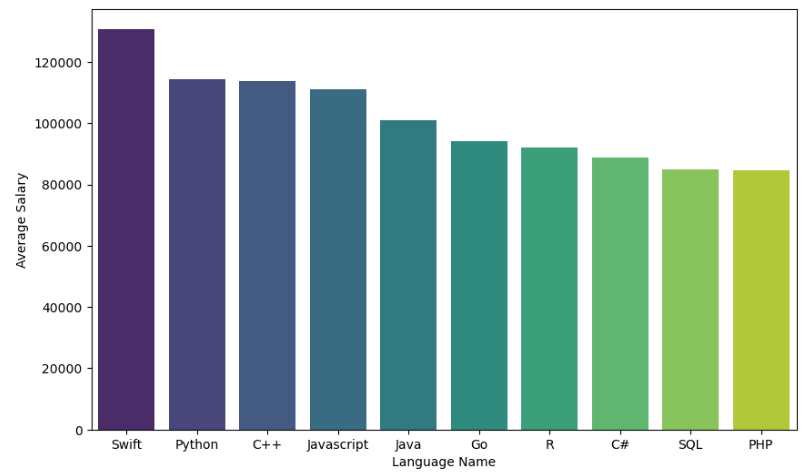 120000
100000
80000
60000
40000
20000
0
Average Salary
Swift Python C++ Javascript Java Go R C# SQL PHP
Language Name